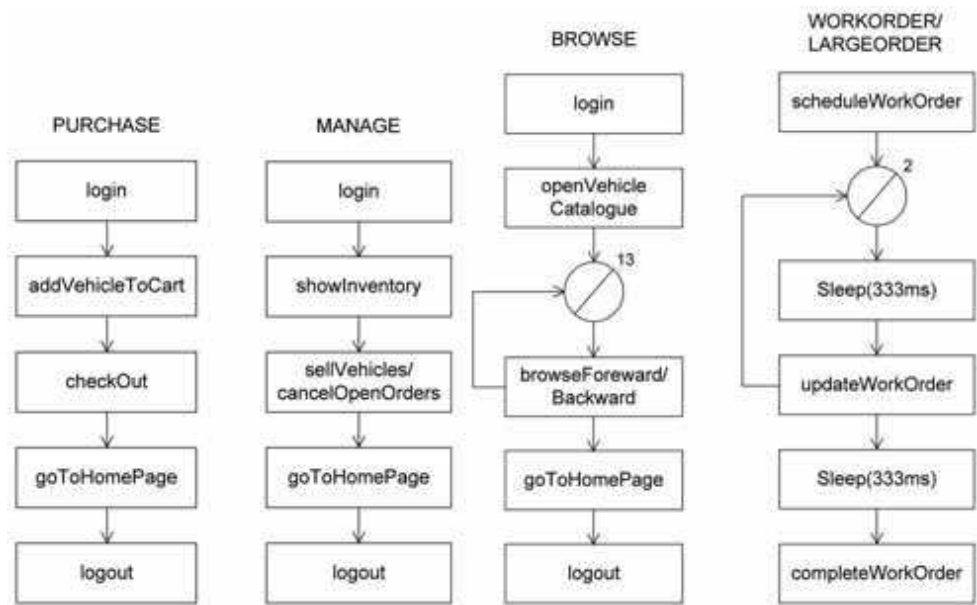 PURCHASE
login
addVehicleToCart
checkOut
goToHomePage
logout
MANAGE
login
showInventory
sellVehicles/
cancelOpenOrders
goToHomePage
logout
BROWSE
login
openVehicle
Catalogue
13
browseForeward/
Backward
goToHomePage
logout
WORKORDER/
LARGEORDER
scheduleWorkOrder
2
Sleep(333ms)
updateWorkOrder
Sleep(333ms)
completeWorkOrder